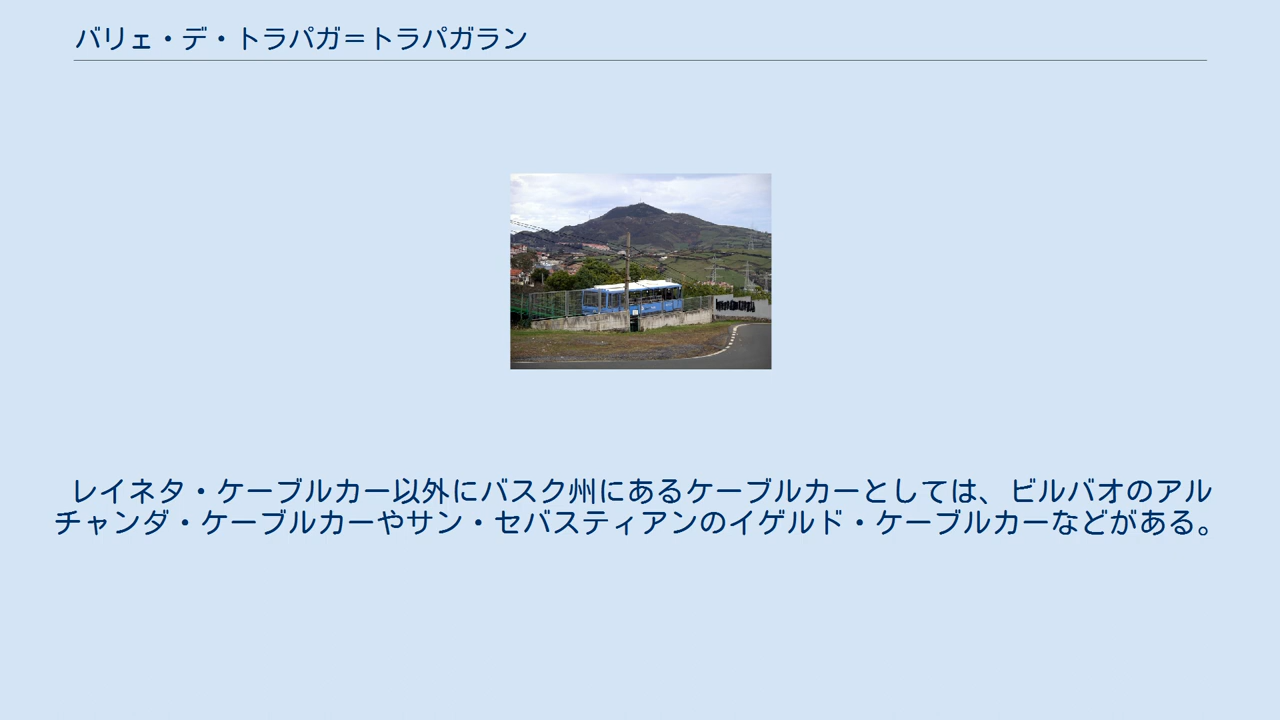 バリェ・デ・トラパガ＝トラパガラン
レイネタ・ケーブルカー以外にバスク州にあるケーブルカーとしては、ビルバオのアル
チャンダ・ケーブルカーやサン・セバスティアンのイゲルド・ケーブルカーなどがある。